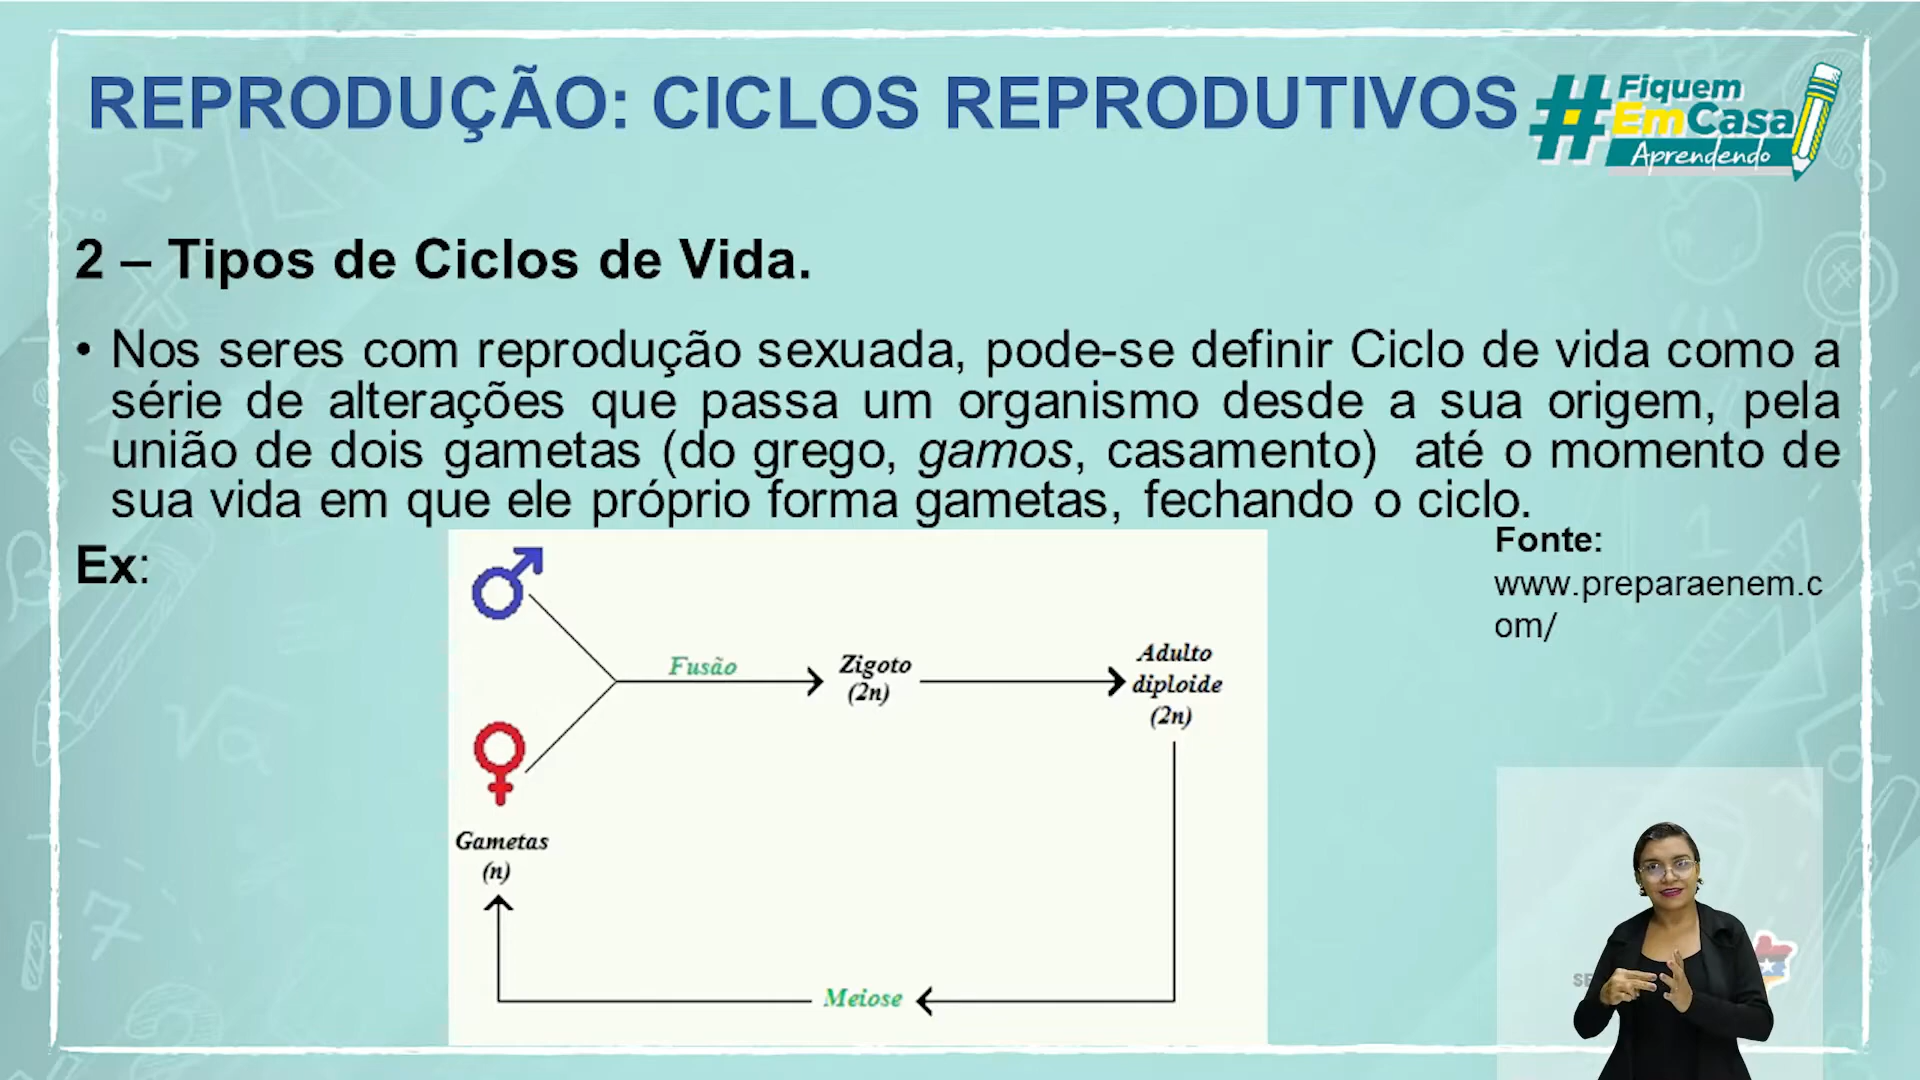 REPRODUÇÃO: CICLOS REPRODUTIVOS
#Fiquem
EmCasa
Aprendendo
2 – Tipos de Ciclos de Vida.
• Nos seres com reprodução sexuada, pode-se definir Ciclo de vida como a
série de alterações que passa um organismo desde a sua origem, pela
união de dois gametas (do grego, gamos, casamento) até o momento de
sua vida em que ele próprio forma gametas, fechando o ciclo.
Ex:
Fonte:
www.preparaenem.c
om/
Fusão
Zigoto
(2n)
Adulto
diploide
(2n)
Gametas
(n)
Meiose